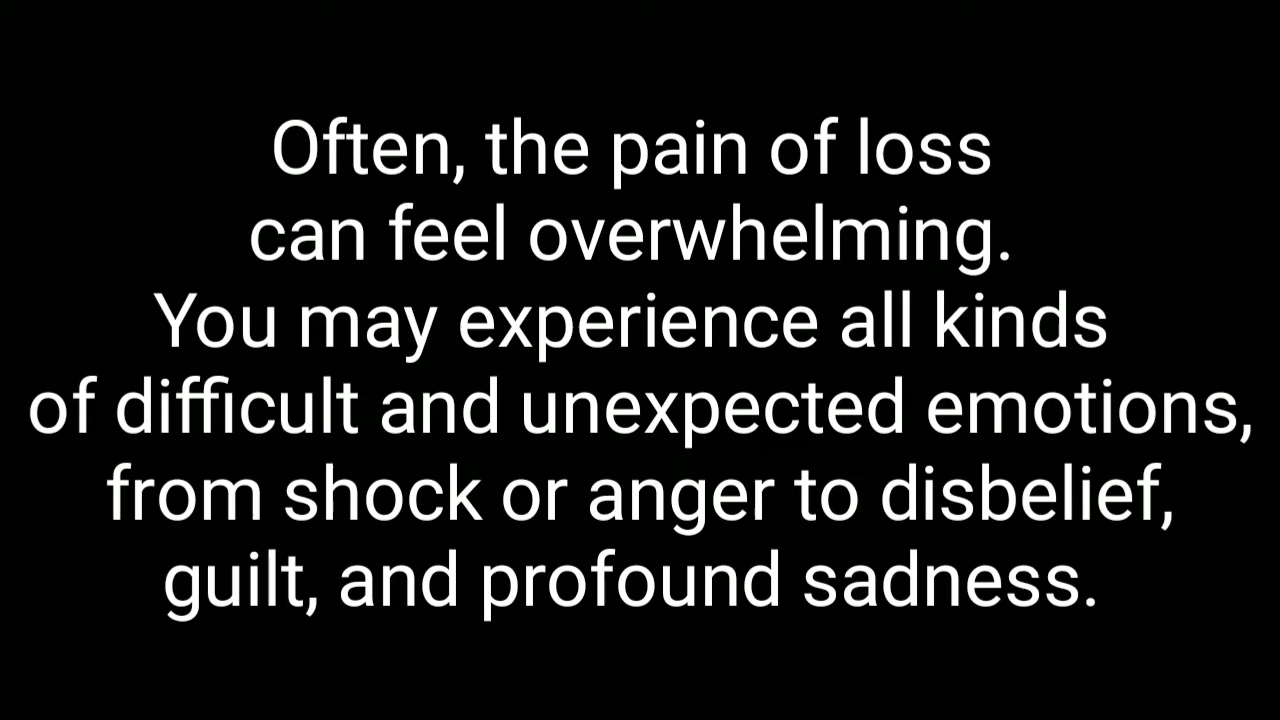 Often, the pain of loss
can feel overwhelming.
You may experience all kinds
of difficult and unexpected emotions,
from shock or anger to disbelief,
guilt, and profound sadness.